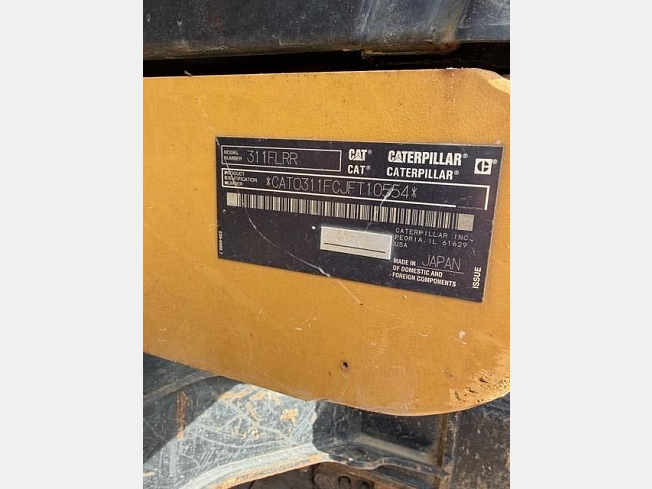 MODEL NUMBER 311FLRR CAT® CATERPILLAR®
CAT® CATERPILLAR®
PRODUCT IDENTIFICATION NUMBER *CAT0311FCJFT10554*
CATERPILLAR INC.
PEORIA, IL 61629
USA
MADE IN JAPAN
OF DOMESTIC AND
FOREIGN COMPONENTS
ISSUE